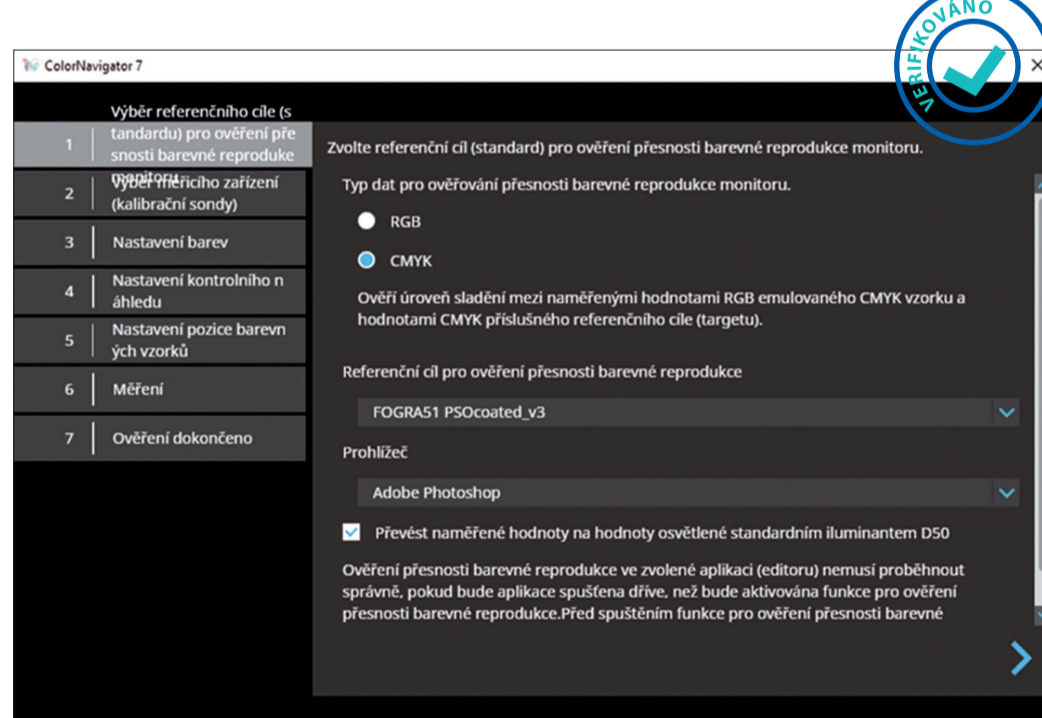 VERIFIKOVÁNO
ColorNavigator 7
1
Výběr referenčního cíle (s
tandardu) pro ověření pře
snosti barevné reproduke
monitoru
2
Výběr měřicího zařízení
(kalibrační sondy)
3
Nastavení barev
4
Nastavení kontrolního n
áhledu
5
Nastavení pozice barevn
ých vzorků
6
Měření
7
Ověření dokončeno
Zvolte referenční cíl (standard) pro ověření přesnosti barevné reprodukce monitoru.
Typ dat pro ověřování přesnosti barevné reprodukce monitoru.
RGB
CMYK
Ověří úroveň sladění mezi naměřenými hodnotami RGB emulovaného CMYK vzorku a
hodnotami CMYK příslušného referenčního cíle (targetu).
Referenční cíl pro ověření přesnosti barevné reprodukce
FOGRA51 PSOcoated_v3
Prohlížeč
Adobe Photoshop
Převést naměřené hodnoty na hodnoty osvětlené standardním iluminantem D50
Ověření přesnosti barevné reprodukce ve zvolené aplikaci (editoru) nemusí proběhnout
správně, pokud bude aplikace spuštena dříve, než bude aktivována funkce pro ověření
přesnosti barevné reprodukce.Před spuštěním funkce pro ověření přesnosti barevné